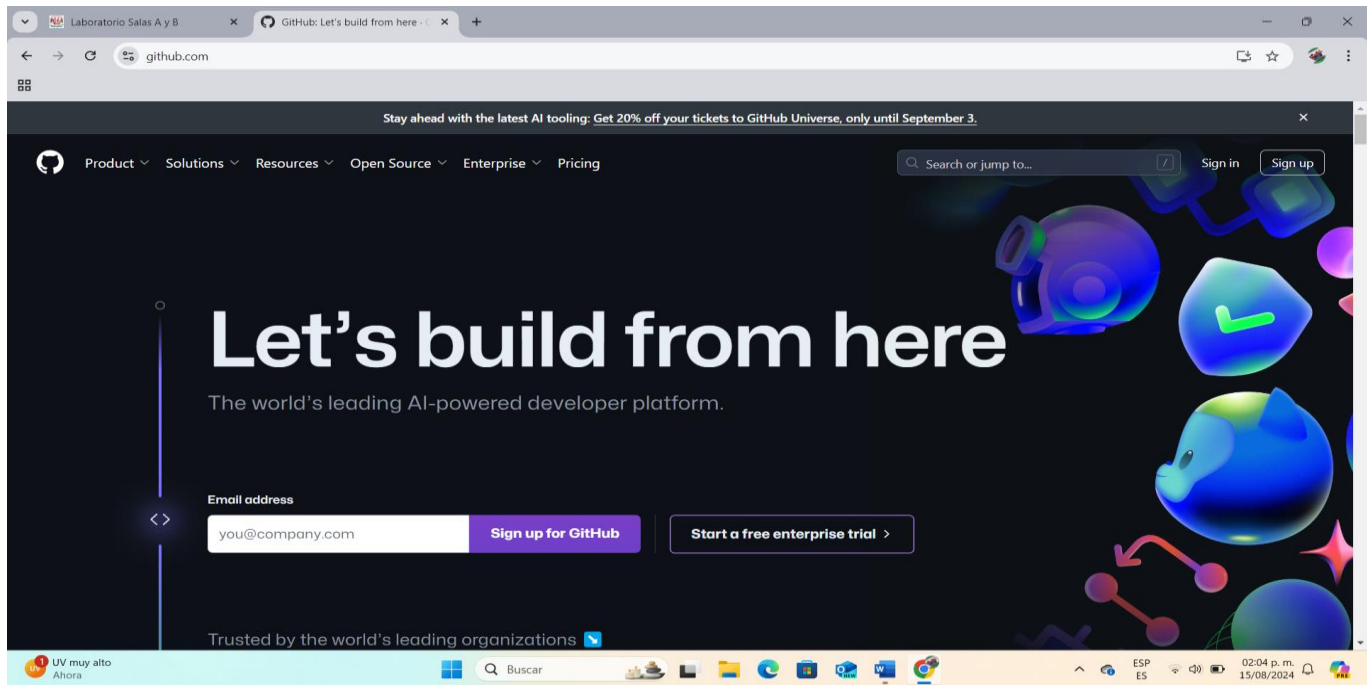 Laboratorio Salas A y B
GitHub: Let's build from here · G
github.com
Stay ahead with the latest AI tooling: Get 20% off your tickets to GitHub Universe, only until September 3.
Product Solutions Resources Open Source Enterprise Pricing
Search or jump to... /
Sign in
Sign up
Let's build from here
The world's leading AI-powered developer platform.
Email address
you@company.com
Sign up for GitHub
Start a free enterprise trial
Trusted by the world's leading organizations
1
UV muy alto
Ahora
Buscar
NEW
ESP
ES
02:04 p. m.
15/08/2024
PRE